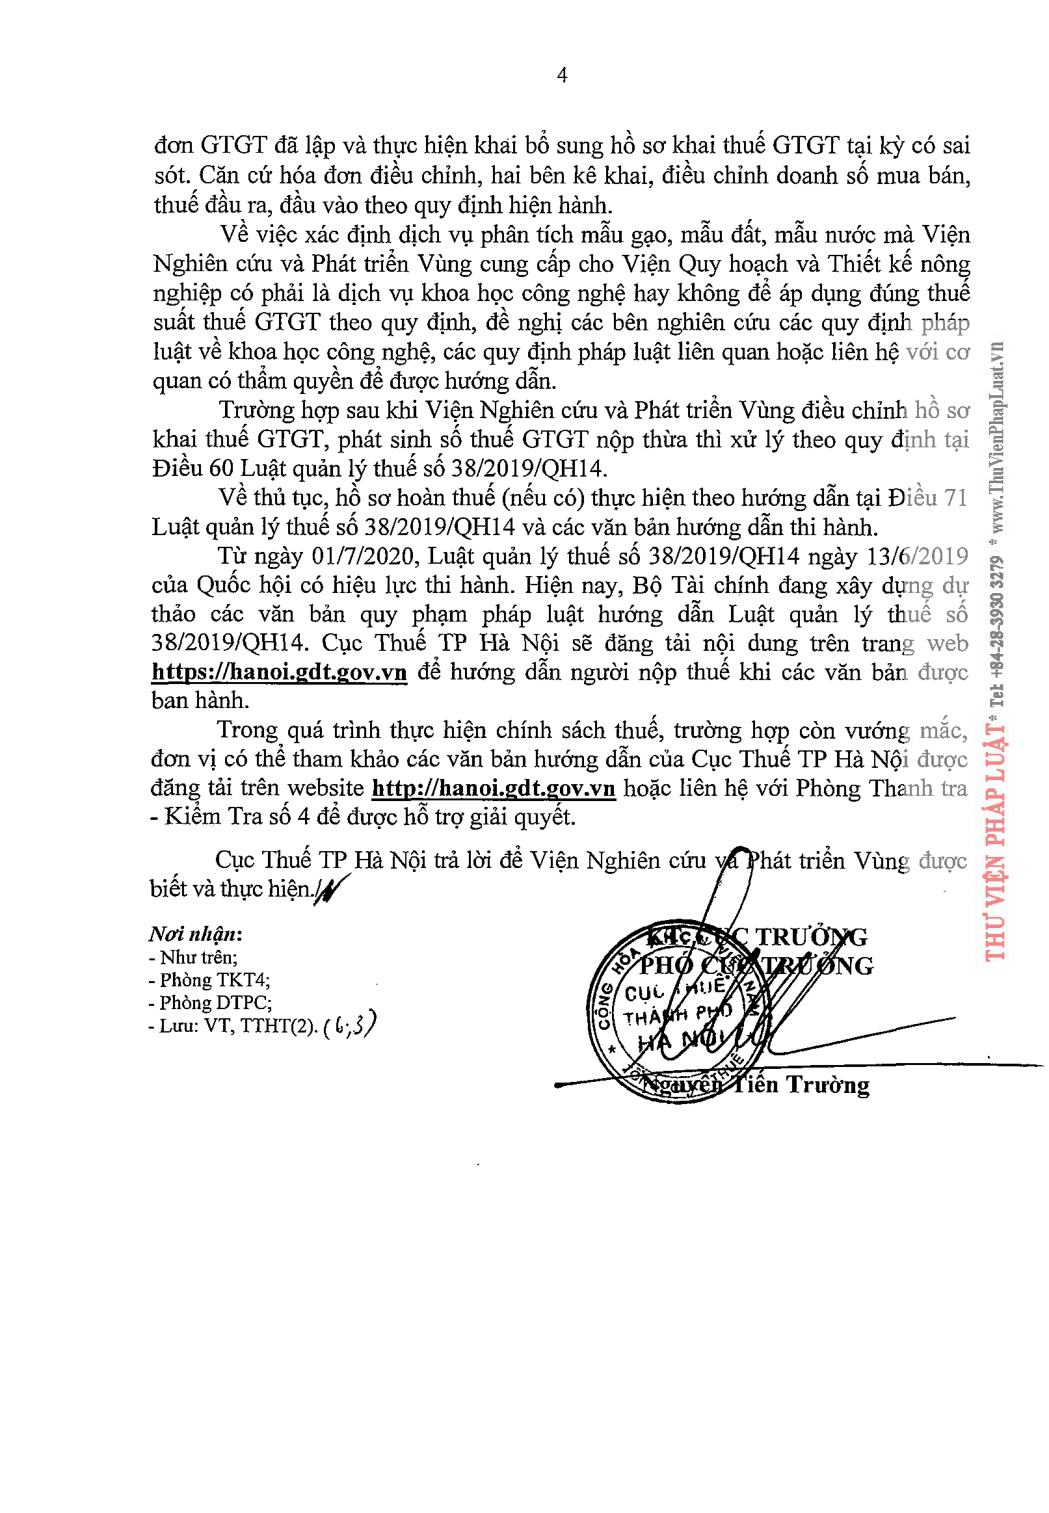 4
đơn GTGT đã lập và thực hiện khai bổ sung hồ sơ khai thuế GTGT tại kỳ có sai
sót. Căn cứ hóa đơn điều chỉnh, hai bên kê khai, điều chỉnh doanh số mua bán,
thuế đầu ra, đầu vào theo quy định hiện hành.
Về việc xác định dịch vụ phân tích mẫu gạo, mẫu đất, mẫu nước mà Viện
Nghiên cứu và Phát triển Vùng cung cấp cho Viện Quy hoạch và Thiết kế nông
nghiệp có phải là dịch vụ khoa học công nghệ hay không để áp dụng đúng thuế
suất thuế GTGT theo quy định, đề nghị các bên nghiên cứu các quy định pháp
luật về khoa học công nghệ, các quy định pháp luật liên quan hoặc liên hệ với cơ
quan có thẩm quyền để được hướng dẫn.
Trường hợp sau khi Viện Nghiên cứu và Phát triển Vùng điều chỉnh hồ sơ
khai thuế GTGT, phát sinh số thuế GTGT nộp thừa thì xử lý theo quy định tại
Điều 60 Luật quản lý thuế số 38/2019/QH14.
Về thủ tục, hồ sơ hoàn thuế (nếu có) thực hiện theo hướng dẫn tại Điều 71
Luật quản lý thuế số 38/2019/QH14 và các văn bản hướng dẫn thi hành.
Từ ngày 01/7/2020, Luật quản lý thuế số 38/2019/QH14 ngày 13/6/2019
của Quốc hội có hiệu lực thi hành. Hiện nay, Bộ Tài chính đang xây dựng dự
thảo các văn bản quy phạm pháp luật hướng dẫn Luật quản lý thuế số
38/2019/QH14. Cục Thuế TP Hà Nội sẽ đăng tải nội dung trên trang web
https://hanoi.gdt.gov.vn để hướng dẫn người nộp thuế khi các văn bản được
ban hành.
Trong quá trình thực hiện chính sách thuế, trường hợp còn vướng mắc,
đơn vị có thể tham khảo các văn bản hướng dẫn của Cục Thuế TP Hà Nội được
đăng tải trên website http://hanoi.gdt.gov.vn hoặc liên hệ với Phòng Thanh tra
- Kiểm Tra số 4 để được hỗ trợ giải quyết.
Cục Thuế TP Hà Nội trả lời để Viện Nghiên cứu và Phát triển Vùng được
biết và thực hiện./.
Nơi nhận:
- Như trên;
- Phòng TKT4;
- Phòng DTPC;
- Lưu: VT, TTHT(2). (6,3)
KT. CỤC TRƯỞNG
PHÓ CỤC TRƯỞNG
CỤC THUẾ
THÀNH PHỐ
HÀ NỘI
Nguyễn Tiến Trường
THƯ VIỆN PHÁP LUẬT * Tel: +84-28-3930 3279 * www.ThuVienPhapLuat.vn